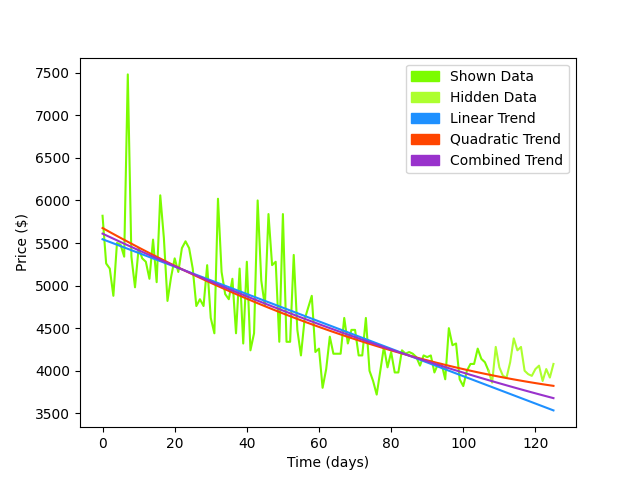 7500
7000
6500
6000
5500
5000
4500
4000
3500
Price ($)
Shown Data
Hidden Data
Linear Trend
Quadratic Trend
Combined Trend
0 20 40 60 80 100 120
Time (days)